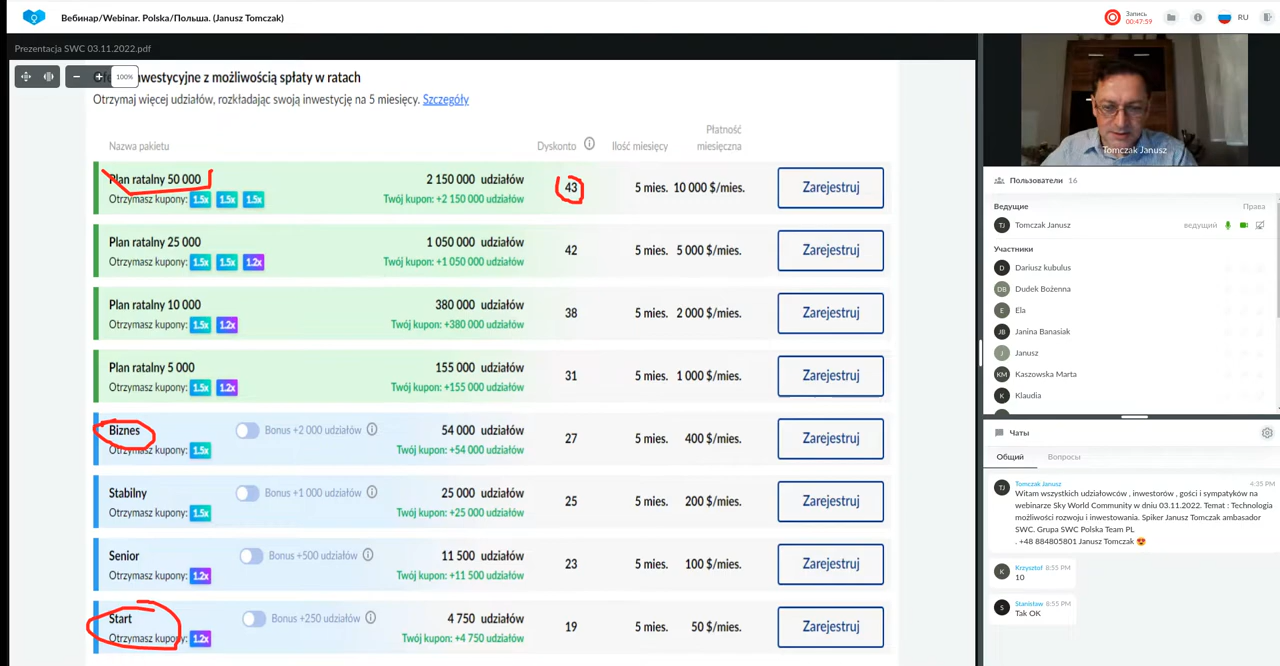 Вебинар/Webinar. Polska/Польша. (Janusz Tomczak)
Запись
00:47:59
RU
Prezentacja SWC 03.11.2022.pdf
100%
nwestycyjne z możliwością spłaty w ratach
Otrzymaj więcej udziałów, rozkładając swoją inwestycję na 5 miesięcy. Szczegóły
Nazwa pakietu
Dyskonto
Ilość miesięcy
Płatność
miesięczna
Plan ratalny 50 000
Otrzymasz kupony: 1.5x 1.5x 1.5x
2 150 000 udziałów
Twój kupon: +2 150 000 udziałów
43
5 mies. 10 000 $/mies.
Zarejestruj
Plan ratalny 25 000
Otrzymasz kupony: 1.5x 1.5x 1.2x
1 050 000 udziałów
Twój kupon: +1 050 000 udziałów
42
5 mies. 5 000 $/mies.
Zarejestruj
Plan ratalny 10 000
Otrzymasz kupony: 1.5x 1.2x
380 000 udziałów
Twój kupon: +380 000 udziałów
38
5 mies. 2 000 $/mies.
Zarejestruj
Plan ratalny 5 000
Otrzymasz kupony: 1.5x 1.2x
155 000 udziałów
Twój kupon: +155 000 udziałów
31
5 mies. 1 000 $/mies.
Zarejestruj
Biznes
Otrzymasz kupony: 1.5x
Bonus +2 000 udziałów
54 000 udziałów
Twój kupon: +54 000 udziałów
27
5 mies. 400 $/mies.
Zarejestruj
Stabilny
Otrzymasz kupony: 1.5x
Bonus +1 000 udziałów
25 000 udziałów
Twój kupon: +25 000 udziałów
25
5 mies. 200 $/mies.
Zarejestruj
Senior
Otrzymasz kupony: 1.2x
Bonus +500 udziałów
11 500 udziałów
Twój kupon: +11 500 udziałów
23
5 mies. 100 $/mies.
Zarejestruj
Start
Otrzymasz kupony: 1.2x
Bonus +250 udziałów
4 750 udziałów
Twój kupon: +4 750 udziałów
19
5 mies. 50 $/mies.
Zarejestruj
Tomczak Janusz
Пользователи 16
Ведущие
Права
TJ Tomczak Janusz
ведущий
Участники
D Dariusz kubulus
DB Dudek Bożenna
E Ela
JB Janina Banasiak
J Janusz
KM Kaszowska Marta
K Klaudia
Чаты
Общий
Вопросы
TJ Tomczak Janusz 4:35 PM
Witam wszystkich udziałowców , inwestorów , gości i sympatyków na
webinarze Sky World Community w dniu 03.11.2022. Temat : Technologia
możliwości rozwoju i inwestowania. Spiker Janusz Tomczak ambasador
SWC. Grupa SWC Polska Team PL
. +48 884805801 Janusz Tomczak 😍
K Krzysztof 8:55 PM
10
S Stanisław 8:55 PM
Tak OK